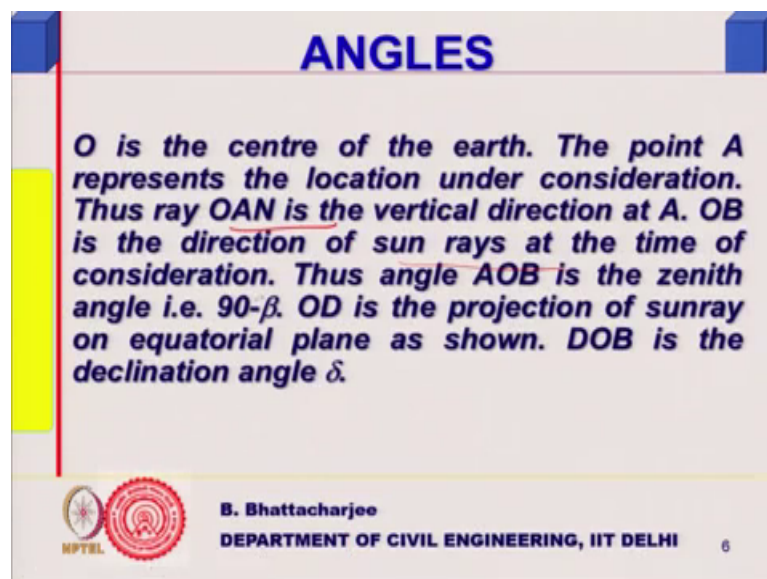 ANGLES
O is the centre of the earth. The point A
represents the location under consideration.
Thus ray OAN is the vertical direction at A. OB
is the direction of sun rays at the time of
consideration. Thus angle AOB is the zenith
angle i.e. 90-β. OD is the projection of sunray
on equatorial plane as shown. DOB is the
declination angle δ.
NPTEL
B. Bhattacharjee
DEPARTMENT OF CIVIL ENGINEERING, IIT DELHI
6